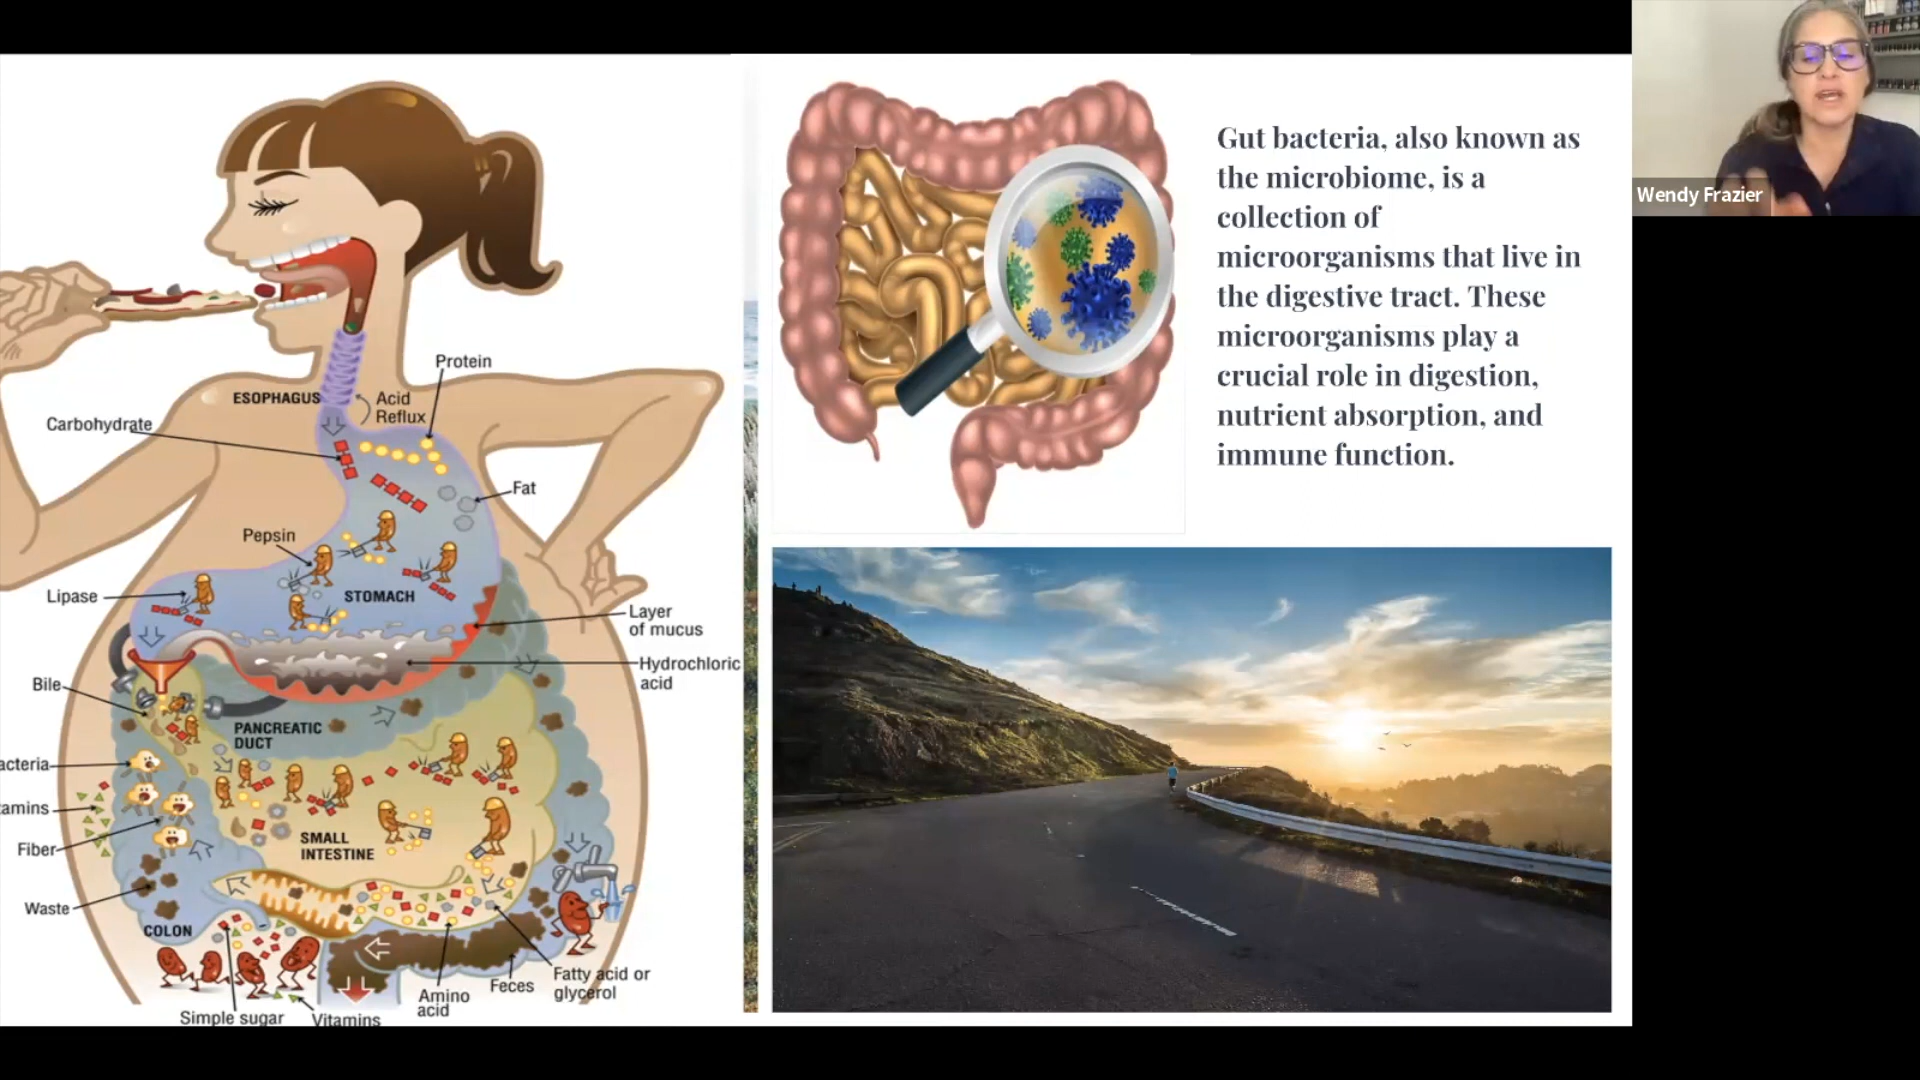 Protein
ESOPHAGUS
Acid
Reflux
Carbohydrate
Fat
Pepsin
Lipase
STOMACH
Layer
of mucus
Hydrochloric
acid
Bile
PANCREATIC
DUCT
acteria
tamins
Fiber
SMALL
INTESTINE
Waste
COLON
Fatty acid or
glycerol
Feces
Amino
acid
Simple sugar
Vitamins
Gut bacteria, also known as
the microbiome, is a
collection of
microorganisms that live in
the digestive tract. These
microorganisms play a
crucial role in digestion,
nutrient absorption, and
immune function.
Wendy Frazier